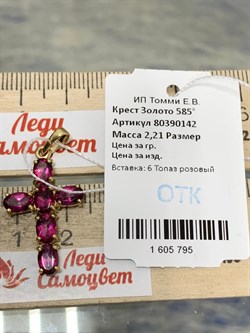 ИП Томми Е.В.
Крест Золото 585°
Артикул 80390142
Масса 2,21 Размер
Цена за гр.
Цена за изд.
Вставка: 6 Топаз розовый
ОТК
1 605 795
Леди
Самоцвет
Леди
Самоцвет